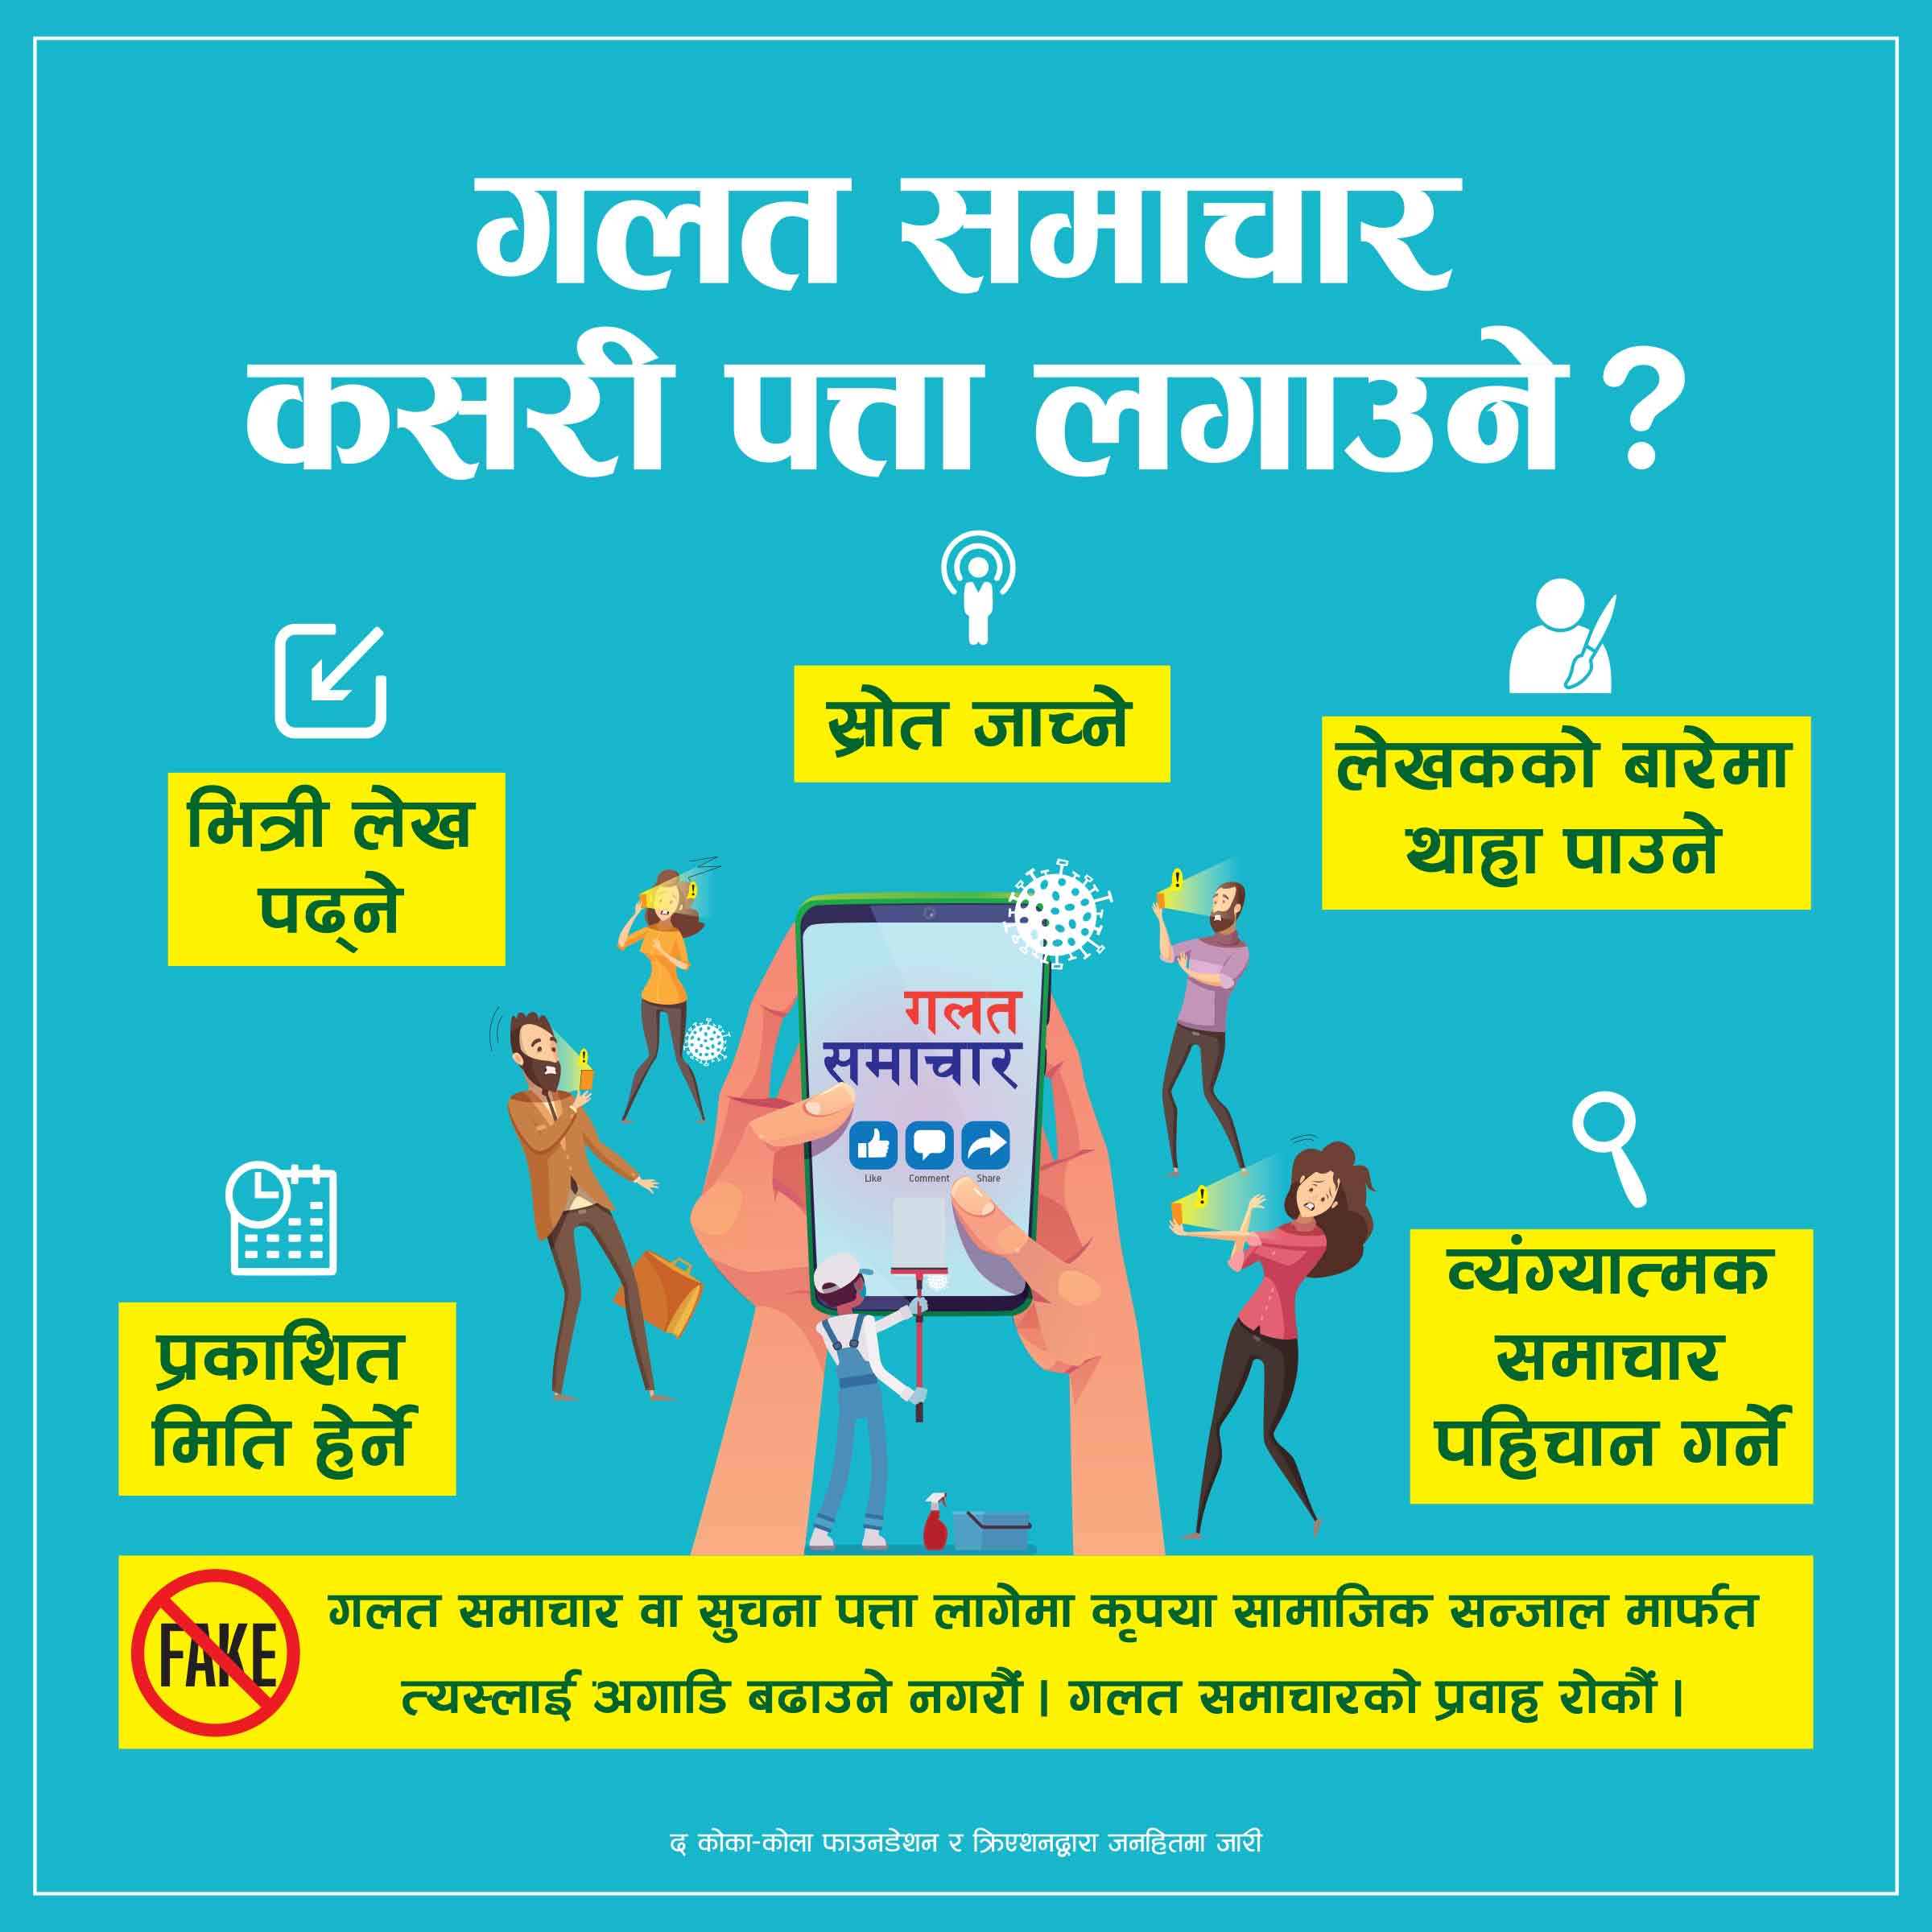 गलत समाचार
कसरी पत्ता लगाउने ?
स्रोत जाच्ने
लेखकको बारेमा
थाहा पाउने
भित्री लेख
पढ्ने
गलत
समाचार
Like Comment Share
प्रकाशित
मिति हेर्ने
व्यंग्यात्मक
समाचार
पहिचान गर्ने
FAKE
गलत समाचार वा सुचना पत्ता लागेमा कृपया सामाजिक सन्जाल मार्फत
त्यस्लाई अगाडि बढाउने नगरौं । गलत समाचारको प्रवाह रोकौं ।
द कोका-कोला फाउनडेशन र क्रिएशनद्वारा जनहितमा जारी